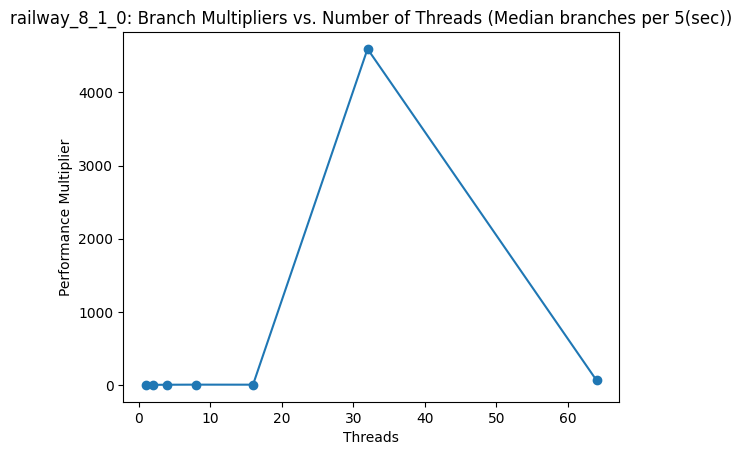 railway_8_1_0: Branch Multipliers vs. Number of Threads (Median branches per 5(sec))
Performance Multiplier
4000
3000
2000
1000
0
0 10 20 30 40 50 60
Threads